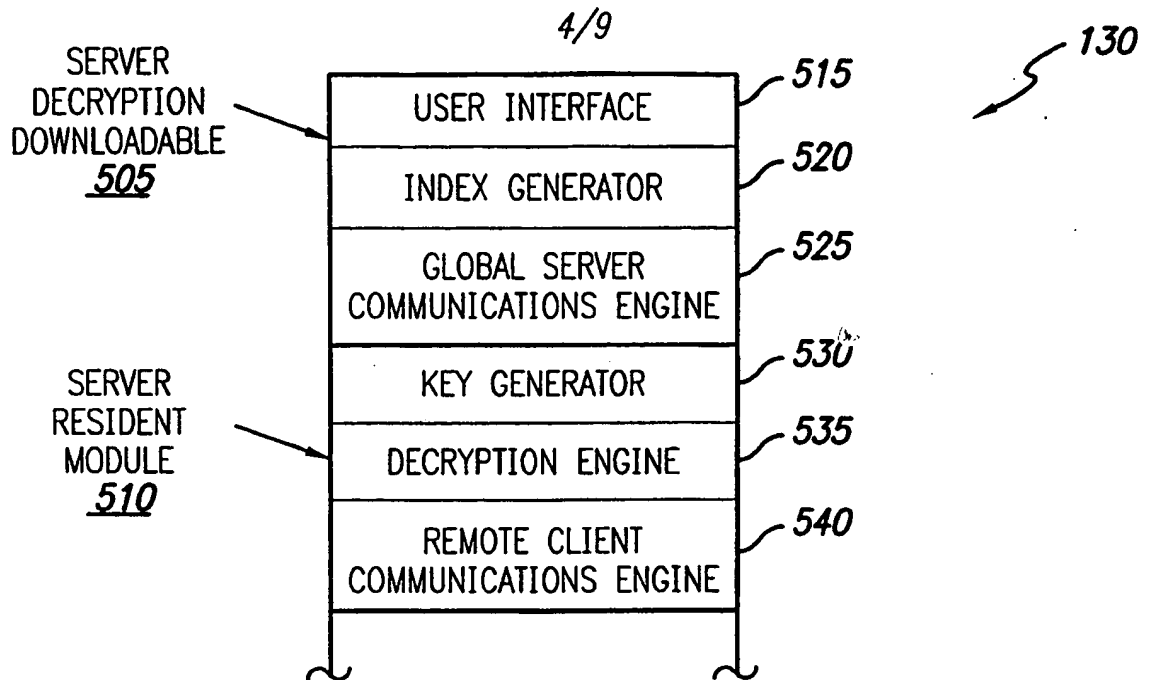 4/9
130
SERVER
DECRYPTION
DOWNLOADABLE
505
USER INTERFACE
515
INDEX GENERATOR
520
GLOBAL SERVER
COMMUNICATIONS ENGINE
525
SERVER
RESIDENT
MODULE
510
KEY GENERATOR
530
DECRYPTION ENGINE
535
REMOTE CLIENT
COMMUNICATIONS ENGINE
540